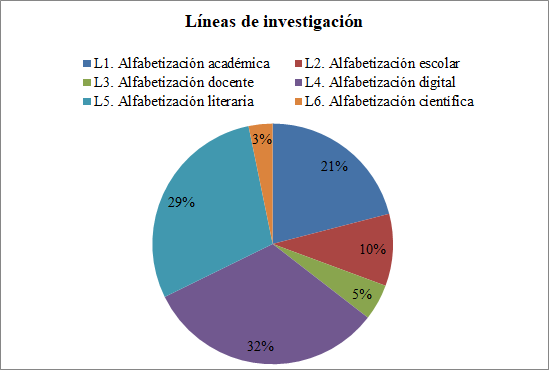 Líneas de investigación
L1. Alfabetización académica L2. Alfabetización escolar
L3. Alfabetización docente L4. Alfabetización digital
L5. Alfabetización literaria L6. Alfabetización científica
3%
21%
29%
10%
5%
32%